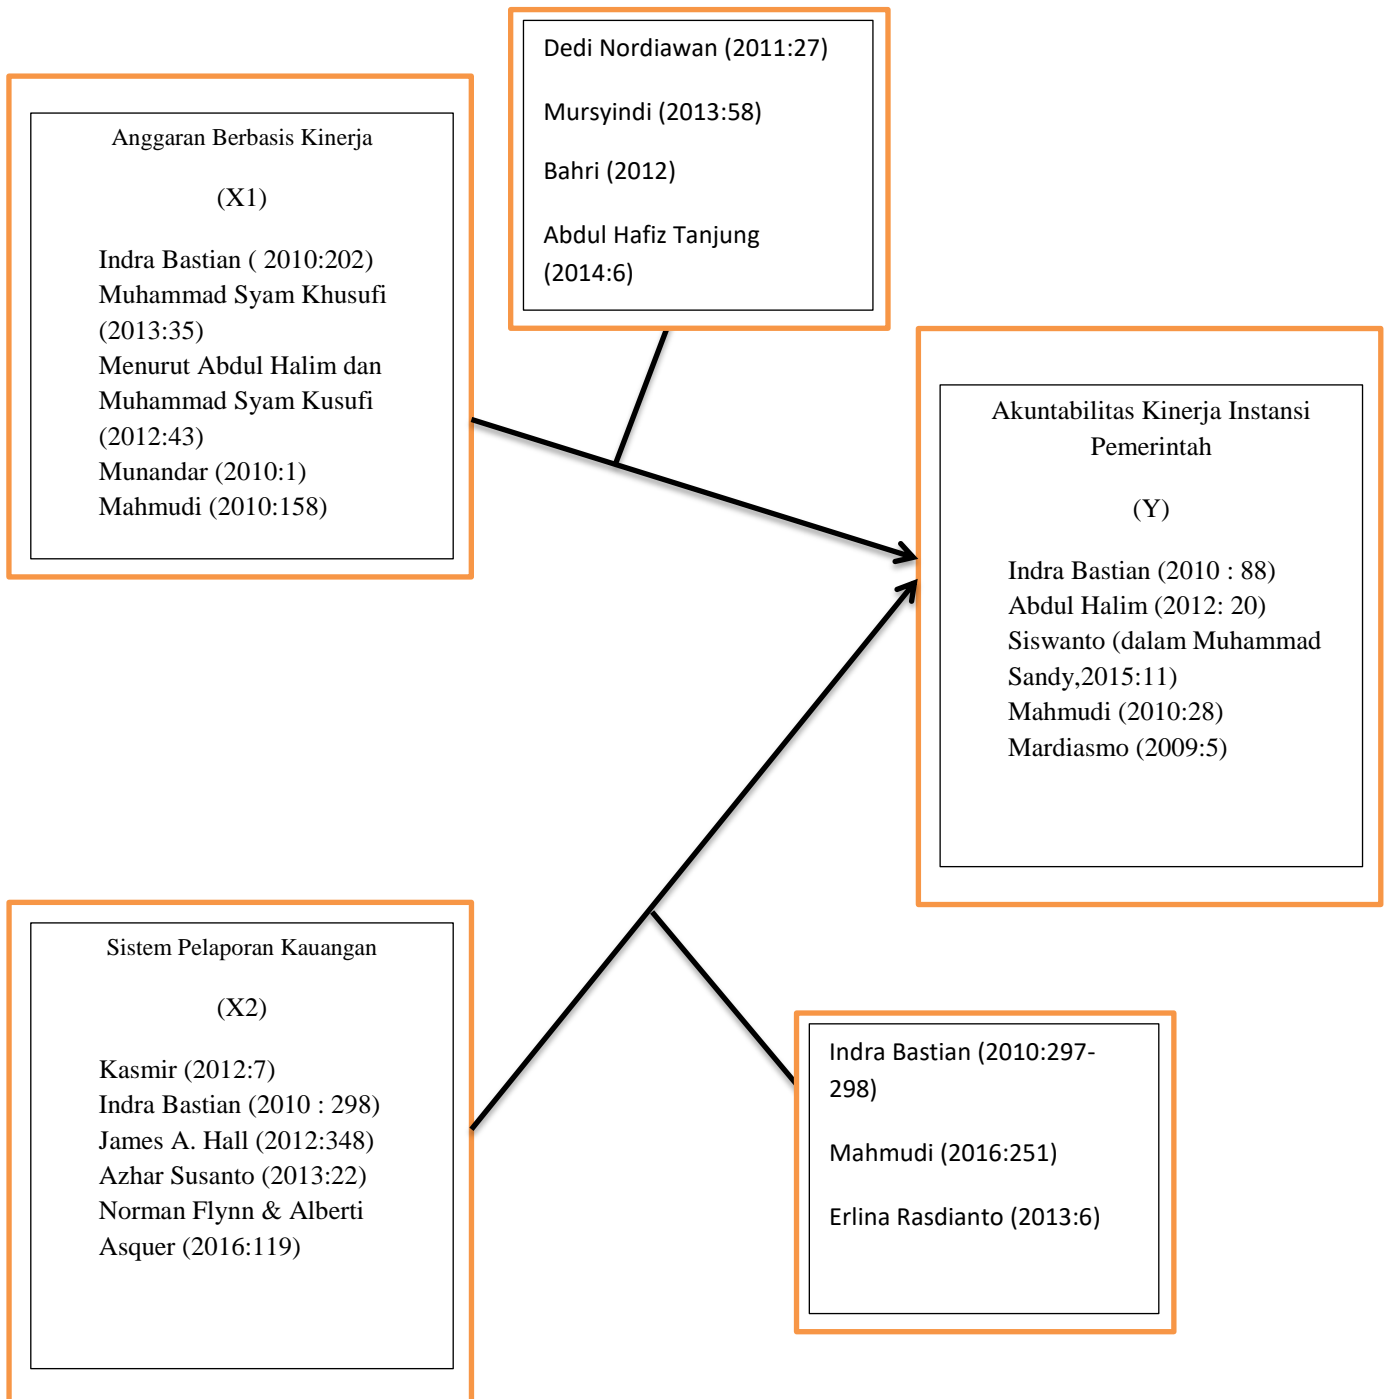 Dedi Nordiawan (2011:27)
Mursyindi (2013:58)
Bahri (2012)
Abdul Hafiz Tanjung
(2014:6)
Anggaran Berbasis Kinerja
(X1)
Indra Bastian ( 2010:202)
Muhammad Syam Khusufi
(2013:35)
Menurut Abdul Halim dan
Muhammad Syam Kusufi
(2012:43)
Munandar (2010:1)
Mahmudi (2010:158)
Akuntabilitas Kinerja Instansi
Pemerintah
(Y)
Indra Bastian (2010 : 88)
Abdul Halim (2012: 20)
Siswanto (dalam Muhammad
Sandy,2015:11)
Mahmudi (2010:28)
Mardiasmo (2009:5)
Sistem Pelaporan Kauangan
(X2)
Kasmir (2012:7)
Indra Bastian (2010 : 298)
James A. Hall (2012:348)
Azhar Susanto (2013:22)
Norman Flynn & Alberti
Asquer (2016:119)
Indra Bastian (2010:297-
298)
Mahmudi (2016:251)
Erlina Rasdianto (2013:6)